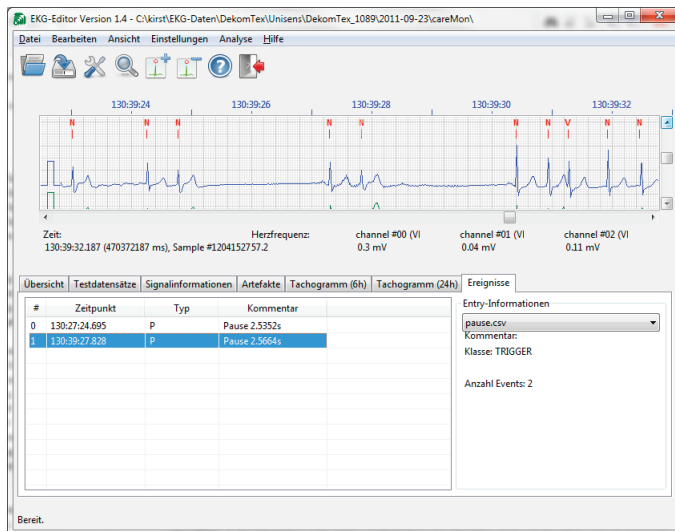 EKG-Editor Version 1.4 - C:\kirst\EKG-Daten\DekomTex\Unisens\DekomTex_1089\2011-09-23\careMon\
Datei Bearbeiten Ansicht Einstellungen Analyse Hilfe
130:39:24 130:39:26 130:39:28 130:39:30 130:39:32
N N N N N N N V N N
Zeit: Herzfrequenz: channel #00 (VI channel #01 (VI channel #02 (VI
130:39:32.187 (470372187 ms), Sample #120415257.2 0.3 mV 0.04 mV 0.11 mV
Übersicht Testdatensätze Signalinformationen Artefakte Tachogramm (6h) Tachogramm (24h) Ereignisse
# Zeitpunkt Typ Kommentar
0 130:27:24.695 P Pause 2.5352s
1 130:39:27.828 P Pause 2.5664s
Entry-Informationen
pause.csv
Kommentar:
Klasse: TRIGGER
Anzahl Events: 2
Bereit.